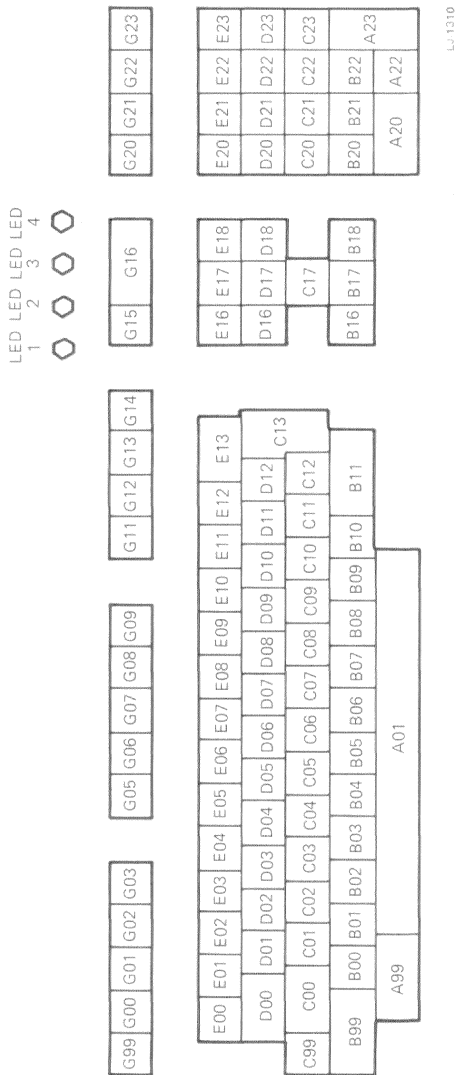 LED LED LED LED
1 2 3 4
G99 G00 G01 G02 G03 G05 G06 G07 G08 G09 G11 G12 G13 G14 G15 G16 G20 G21 G22 G23
E00 E01 E02 E03 E04 E05 E06 E07 E08 E09 E10 E11 E12 E13 E16 E17 E18 E20 E21 E22 E23
D00 D01 D02 D03 D04 D05 D06 D07 D08 D09 D10 D11 D12 D16 D17 D18 D20 D21 D22 D23
C99 C00 C01 C02 C03 C04 C05 C06 C07 C08 C09 C10 C11 C12 C13 C17 C20 C21 C22 C23
B99 B00 B01 B02 B03 B04 B05 B06 B07 B08 B09 B10 B11 B16 B17 B18 B20 B21 B22
A99 A01 A20 A22 A23
LJ 1310